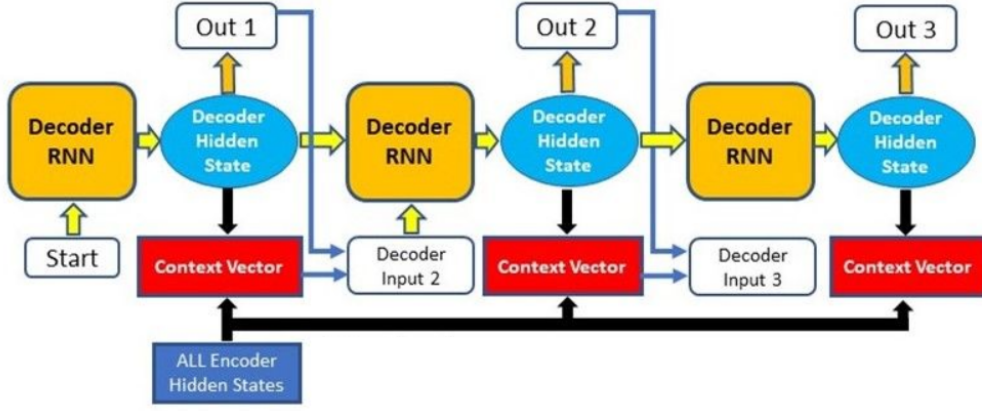 Out 1
Out 2
Out 3
Decoder
RNN
Decoder
Hidden
State
Decoder
RNN
Decoder
Hidden
State
Decoder
RNN
Decoder
Hidden
State
Start
Context Vector
Decoder
Input 2
Context Vector
Decoder
Input 3
Context Vector
ALL Encoder
Hidden States